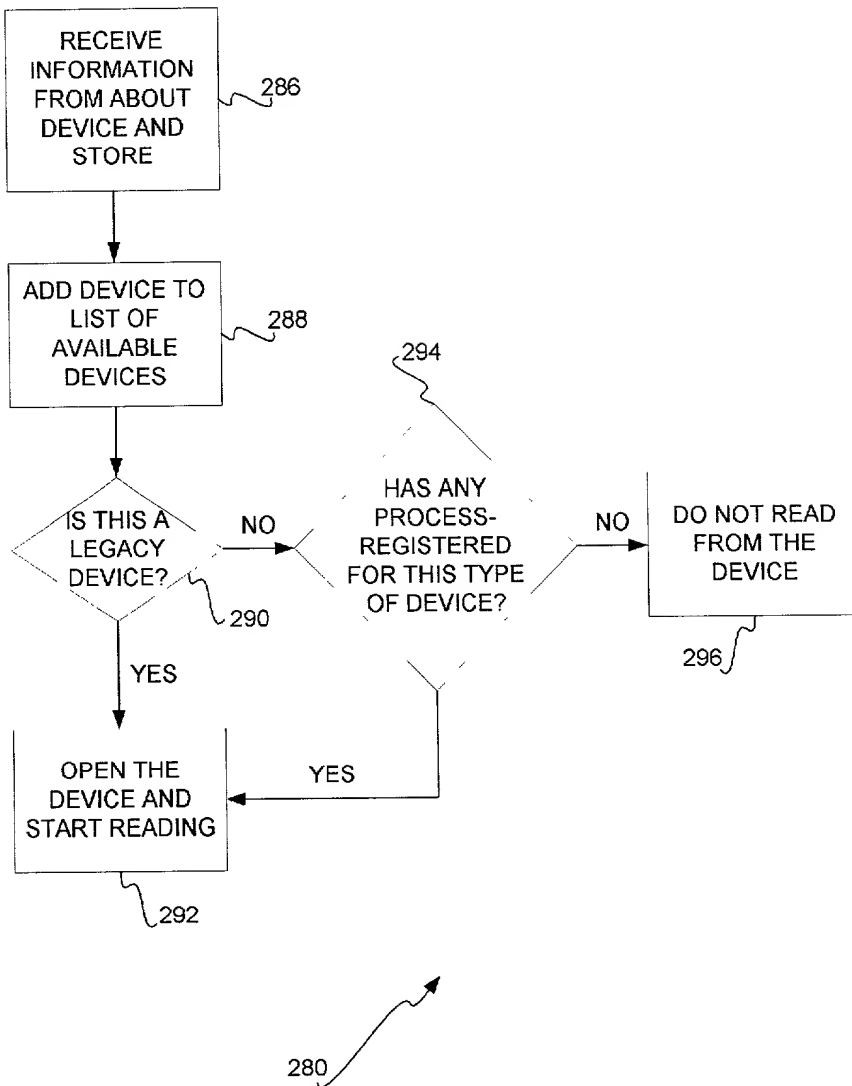 RECEIVE
INFORMATION
FROM ABOUT
DEVICE AND
STORE
286
ADD DEVICE TO
LIST OF
AVAILABLE
DEVICES
288
294
IS THIS A
LEGACY
DEVICE?
290
NO
HAS ANY
PROCESS-
REGISTERED
FOR THIS TYPE
OF DEVICE?
NO
DO NOT READ
FROM THE
DEVICE
296
YES
OPEN THE
DEVICE AND
START READING
292
YES
280